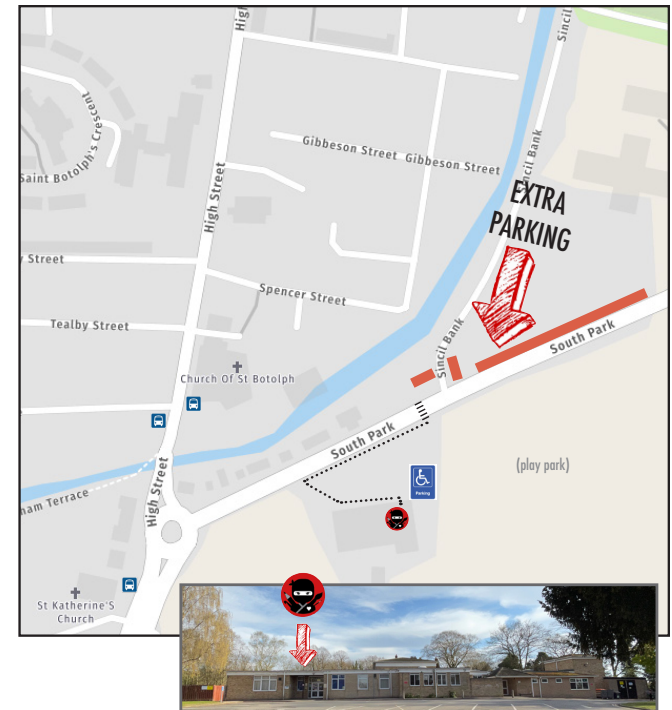 High
Sincil
Gibbeson Street
Gibbeson Street
Saint Botolph's Crescent
Sincil Bank
High Street
EXTRA
PARKING
y Street
Spencer Street
Tealby Street
South Park
Sincil Bank
Church Of St Botolph
South Park
(play park)
Parking
ham Terrace
High Street
St Katherine'S
Church